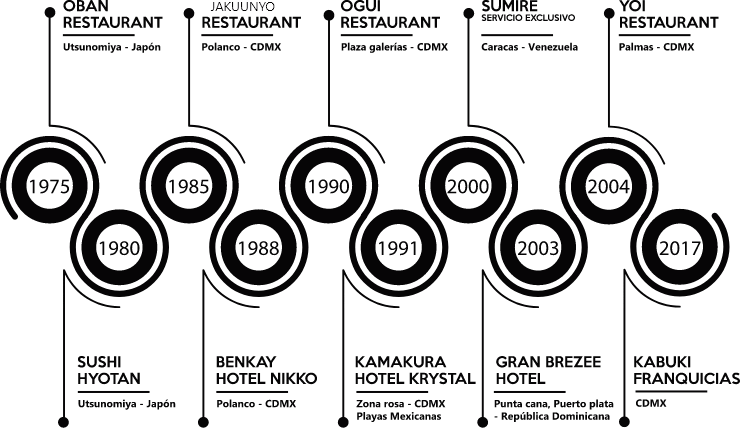 OBAN
RESTAURANT
Utsunomiya - Japón
JAKUUNYO
RESTAURANT
Polanco - CDMX
OGUI
RESTAURANT
Plaza galerías - CDMX
SUMIRE
SERVICIO EXCLUSIVO
Caracas - Venezuela
YOI
RESTAURANT
Palmas - CDMX
1975
1980
1985
1988
1990
1991
2000
2003
2004
2017
SUSHI
HYOTAN
Utsunomiya - Japón
BENKAY
HOTEL NIKKO
Polanco - CDMX
KAMAKURA
HOTEL KRYSTAL
Zona rosa - CDMX
Playas Mexicanas
GRAN BREZEE
HOTEL
Punta cana, Puerto plata
- República Dominicana
KABUKI
FRANQUICIAS
CDMX